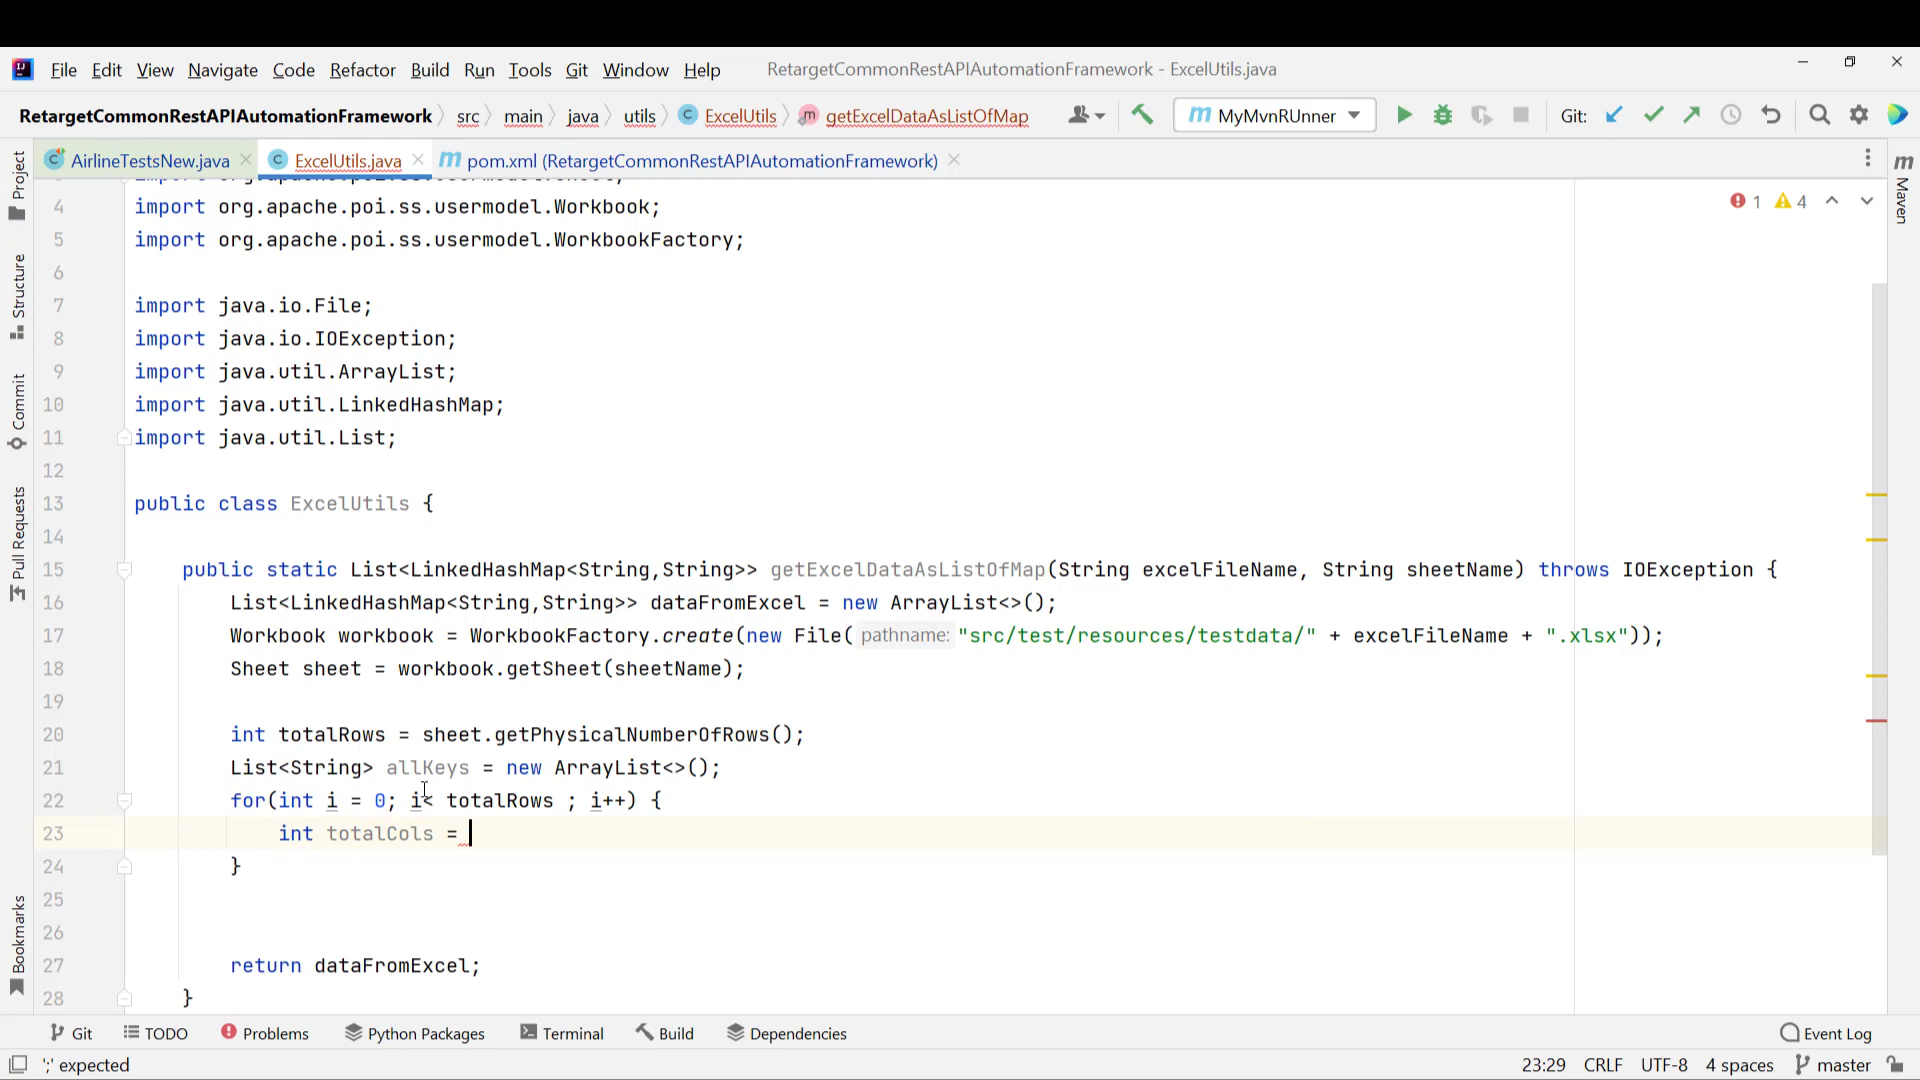 File Edit View Navigate Code Refactor Build Run Tools Git Window Help RetargetCommonRestAPIAutomationFramework - ExcelUtils.java
RetargetCommonRestAPIAutomationFramework src main java utils ExcelUtils getExcelDataAsListOfMap MyMvnRUnner Git:
AirlineTestsNew.java ExcelUtils.java pom.xml (RetargetCommonRestAPIAutomationFramework)
1 4
4 import org.apache.poi.ss.usermodel.Workbook;
5 import org.apache.poi.ss.usermodel.WorkbookFactory;
6
7 import java.io.File;
8 import java.io.IOException;
9 import java.util.ArrayList;
10 import java.util.LinkedHashMap;
11 import java.util.List;
12
13 public class ExcelUtils {
14
15 public static List<LinkedHashMap<String,String>> getExcelDataAsListOfMap(String excelFileName, String sheetName) throws IOException {
16 List<LinkedHashMap<String,String>> dataFromExcel = new ArrayList<>();
17 Workbook workbook = WorkbookFactory.create(new File( pathname: "src/test/resources/testdata/" + excelFileName + ".xlsx"));
18 Sheet sheet = workbook.getSheet(sheetName);
19
20 int totalRows = sheet.getPhysicalNumberOfRows();
21 List<String> allKeys = new ArrayList<>();
22 for(int i = 0; i< totalRows ; i++) {
23 int totalCols =
24 }
25
26
27 return dataFromExcel;
28 }
Project
Structure
Commit
Pull Requests
Bookmarks
Maven
Git TODO Problems Python Packages Terminal Build Dependencies Event Log
';' expected 23:29 CRLF UTF-8 4 spaces master